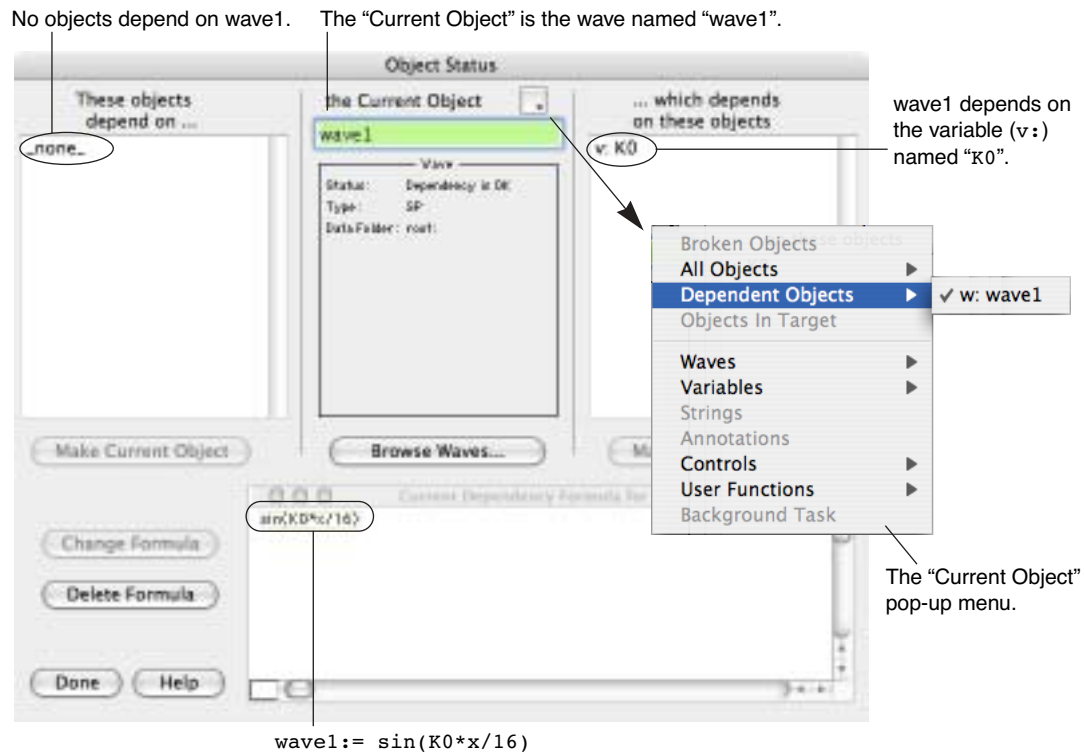 No objects depend on wave1.
The “Current Object” is the wave named “wave1”.
Object Status
These objects
depend on ...
_none_
the Current Object
wave1
Wave
Status: Dependency is OK
Type: SP
Data Folder: root:
... which depends
on these objects
v: K0
wave1 depends on
the variable (v:)
named “K0”.
Broken Objects
All Objects
Dependent Objects
✓ w: wave1
Objects In Target
Waves
Variables
Strings
Annotations
Controls
User Functions
Background Task
Make Current Object
Browse Waves...
Current Dependency Formula for
sin(K0*x/16)
Change Formula
Delete Formula
Done
Help
The “Current Object”
pop-up menu.
wave1:= sin(K0*x/16)